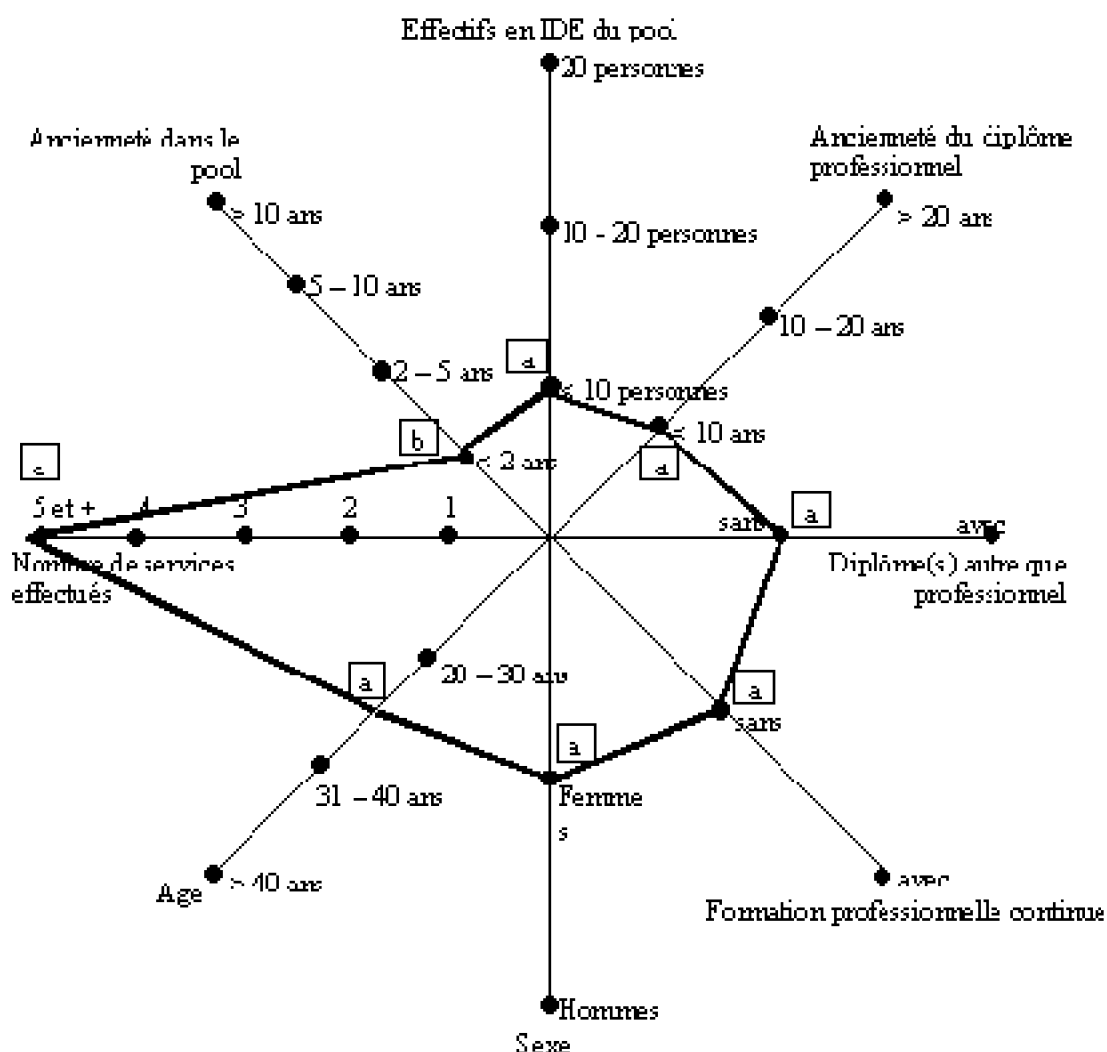 Effectifs en IDE du pool
20 personnes
Ancienneté dans le
pool
Ancienneté du diplôme
professionnel
> 10 ans
> 20 ans
10 - 20 personnes
5 – 10 ans
10 – 20 ans
2 – 5 ans
a
< 10 personnes
b
< 10 ans
< 2 ans
a
5 et +
4
3
2
1
sans
a
avec
Nombre de services
effectués
Diplôme(s) autre que
professionnel
20 – 30 ans
a
a
sans
a
31 – 40 ans
Femme
s
Age
> 40 ans
avec
Formation professionnelle continue
Hommes
Sexe